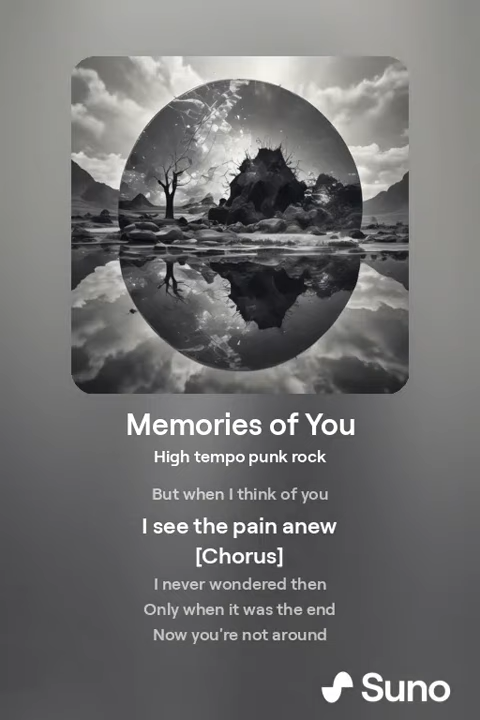 Memories of You
High tempo punk rock
But when I think of you
I see the pain anew
[Chorus]
I never wondered then
Only when it was the end
Now you're not around
Suno